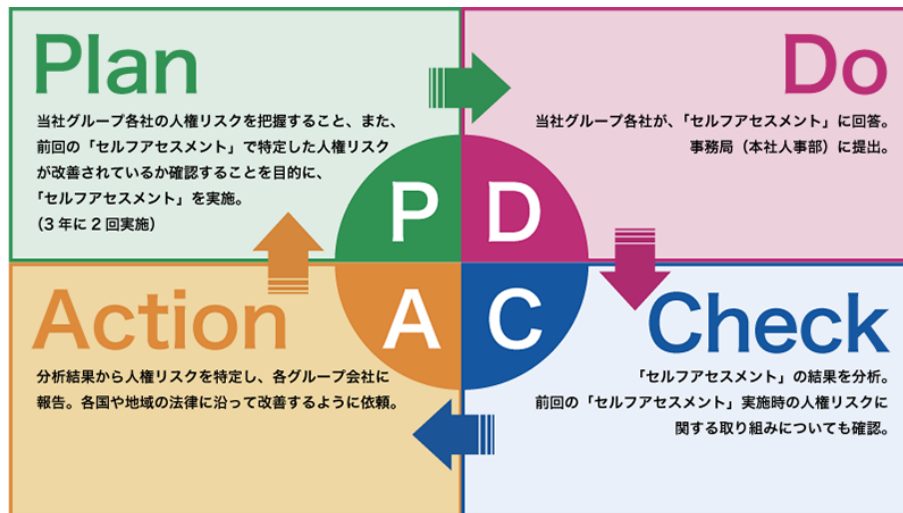 Plan
当社グループ各社の人権リスクを把握すること、また、
前回の「セルフアセスメント」で特定した人権リスク
が改善されているか確認することを目的に、
「セルフアセスメント」を実施。
（3年に2回実施）
Do
当社グループ各社が、「セルフアセスメント」に回答。
事務局（本社人事部）に提出。
P
D
A
C
Action
分析結果から人権リスクを特定し、各グループ会社に
報告。各国や地域の法律に沿って改善するように依頼。
Check
「セルフアセスメント」の結果を分析。
前回の「セルフアセスメント」実施時の人権リスクに
関する取り組みについても確認。